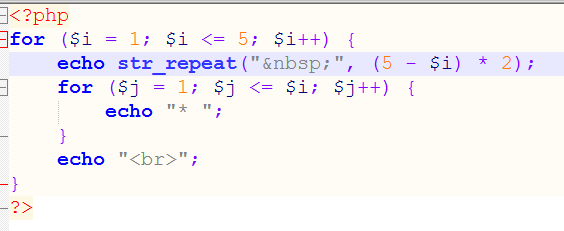 <?php
for ($i = 1; $i <= 5; $i++) {
    echo str_repeat("&nbsp;", (5 - $i) * 2);
    for ($j = 1; $j <= $i; $j++) {
        echo "* ";
    }
    echo "<br>";
}
?>